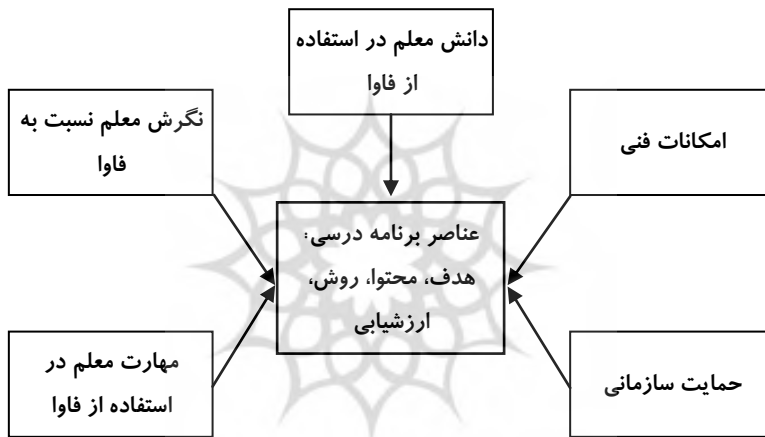 دانش معلم در استفاده
از فاوا
امکانات فنی
نگرش معلم نسبت به
فاوا
عناصر برنامه درسی:
هدف، محتوا، روش،
ارزشیابی
حمایت سازمانی
مهارت معلم در
استفاده از فاوا